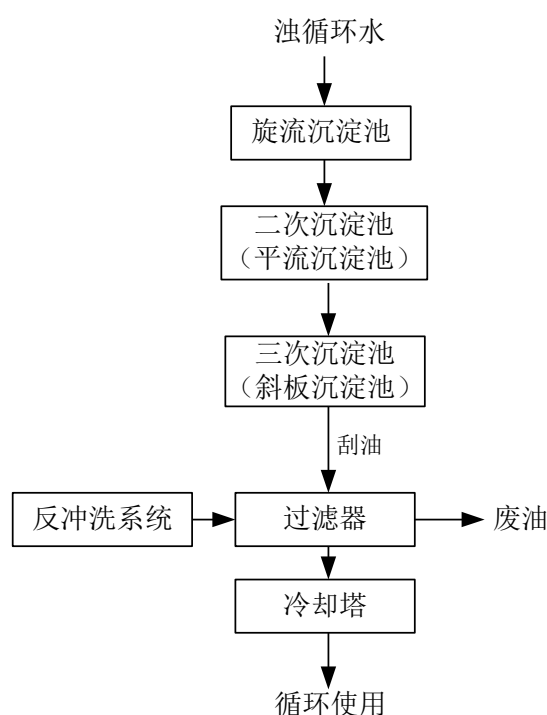 浊循环水
旋流沉淀池
二次沉淀池
（平流沉淀池）
三次沉淀池
（斜板沉淀池）
刮油
反冲洗系统
过滤器
废油
冷却塔
循环使用